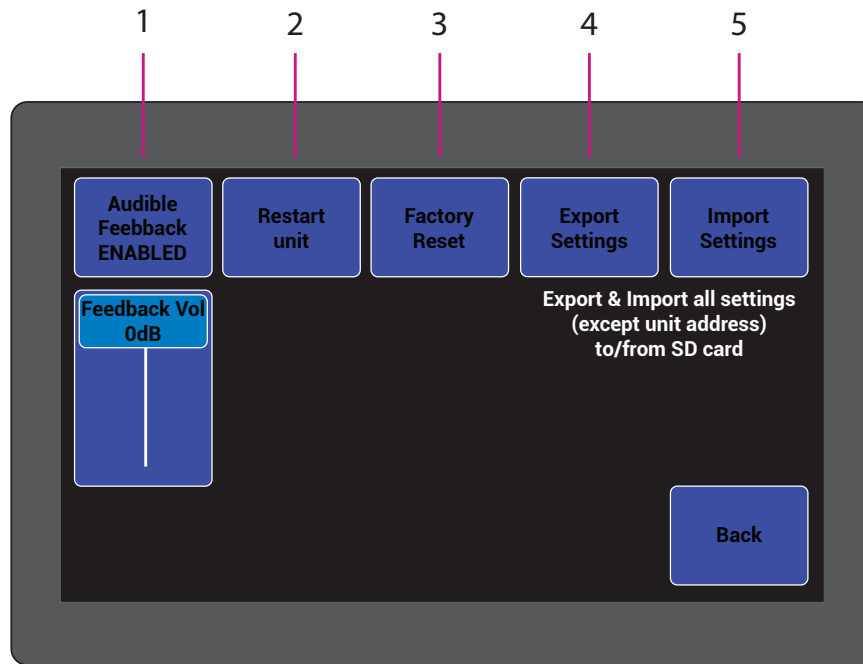 1 2 3 4 5
Audible
Feebback
ENABLED
Restart
unit
Factory
Reset
Export
Settings
Import
Settings
Feedback Vol
0dB
Export & Import all settings
(except unit address)
to/from SD card
Back